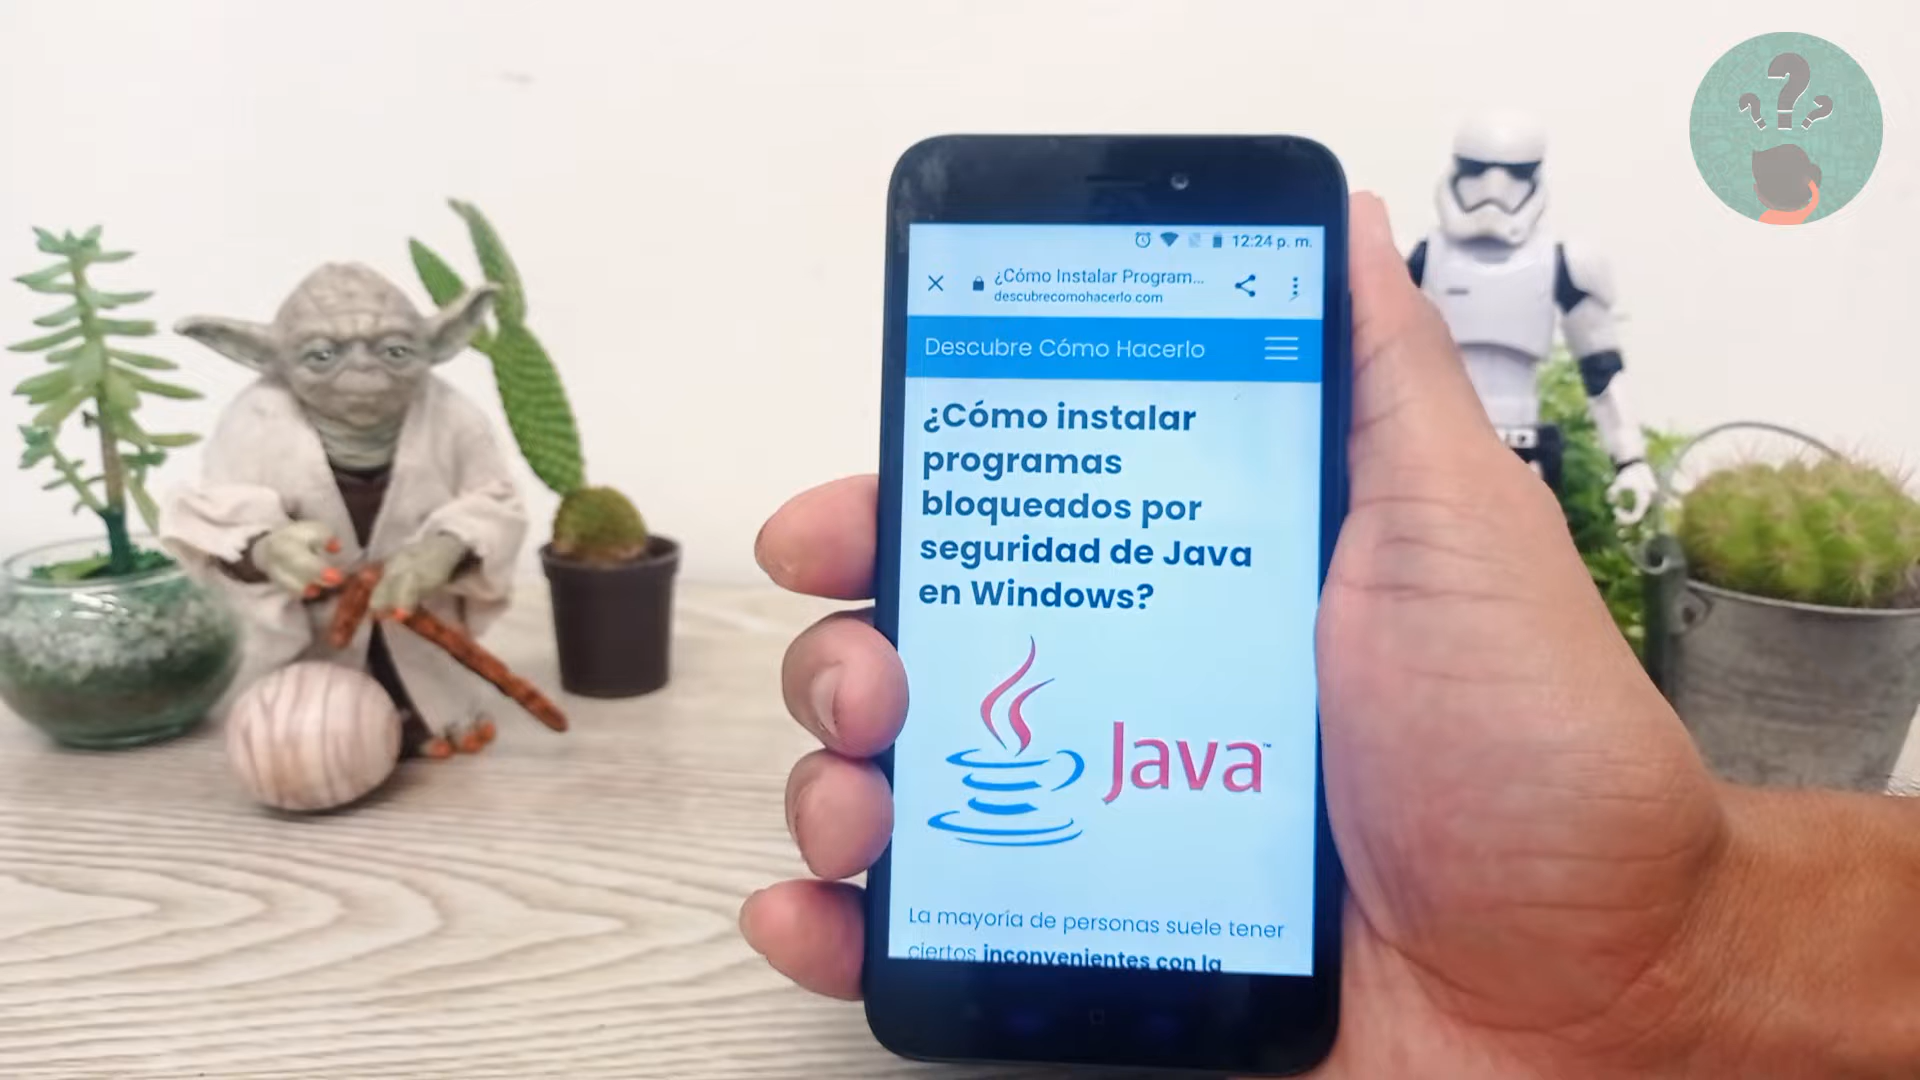 12:24 p. m.
¿Cómo Instalar Program...
descubrecomohacerlo.com
Descubre Cómo Hacerlo
¿Cómo instalar
programas
bloqueados por
seguridad de Java
en Windows?
Java™
La mayoría de personas suele tener
ciertos inconvenientes con la